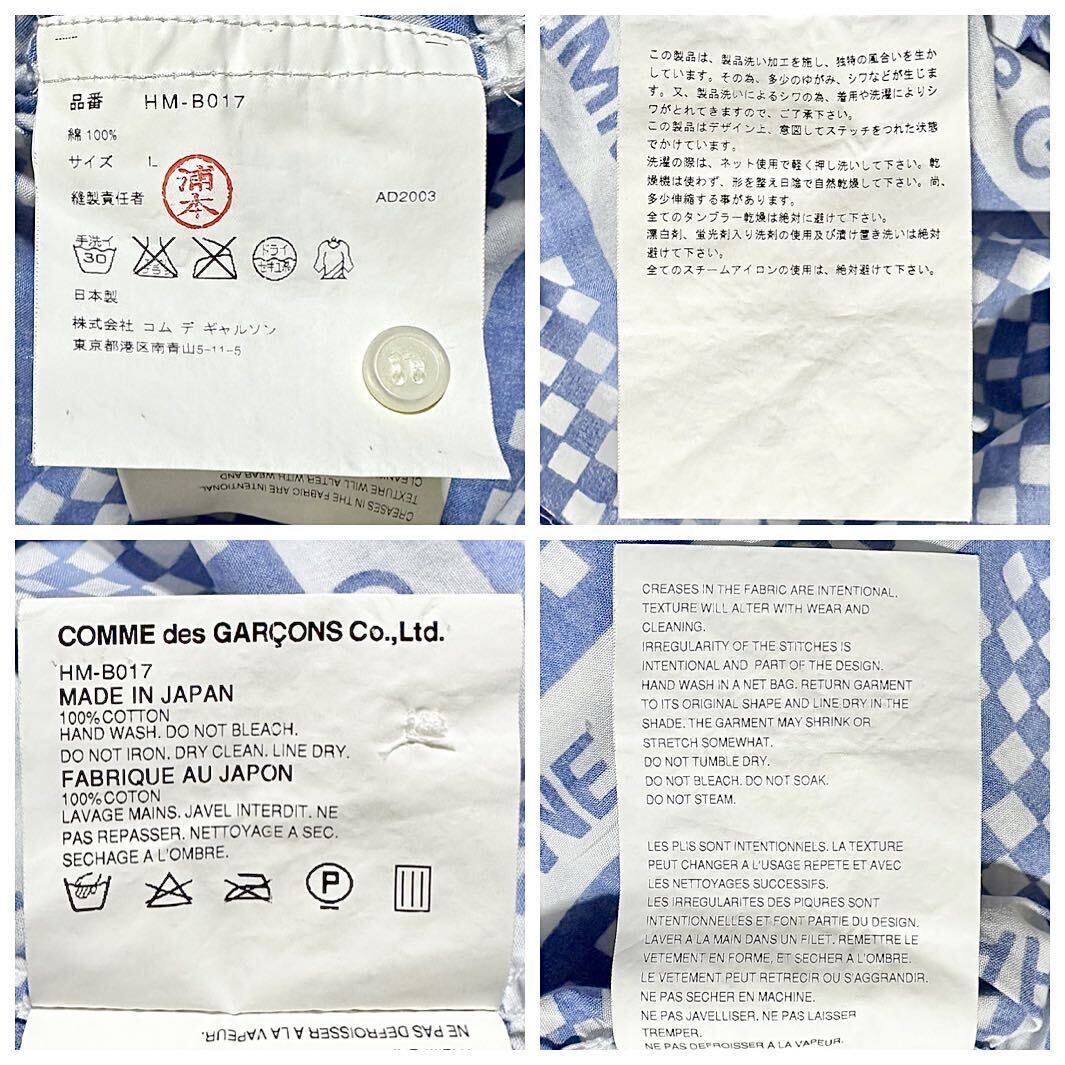 品番 HM-B017
綿 100%
サイズ L
浦本
縫製責任者 AD2003
手洗イ
30
エンソ
サラシ
ドライ
セキユ系
日本製
株式会社 コム デ ギャルソン
東京都港区南青山5-11-5
CREASES IN THE FABRIC ARE INTENTIONAL.
TEXTURE WILL ALTER WITH WEAR AND
この製品は、製品洗い加工を施し、独特の風合いを生か
しています。その為、多少のゆがみ、シワなどが生じま
す。又、製品洗いによるシワの為、着用や洗濯によりシ
ワがとれてきますので、ご了承下さい。
この製品はデザイン上、意図してステッチをつれた状態
でかけています。
洗濯の際は、ネット使用で軽く押し洗いして下さい。乾
燥機は使わず、形を整え日陰で自然乾燥して下さい。尚、
多少伸縮する事があります。
全てのタンブラー乾燥は絶対に避けて下さい。
漂白剤、蛍光剤入り洗剤の使用及び漬け置き洗いは絶対
避けて下さい。
全てのスチームアイロンの使用は、絶対避けて下さい。
COMME des GARÇONS Co.,Ltd.
HM-B017
MADE IN JAPAN
100% COTTON
HAND WASH. DO NOT BLEACH.
DO NOT IRON. DRY CLEAN. LINE DRY.
FABRIQUE AU JAPON
100% COTON
LAVAGE MAINS. JAVEL INTERDIT. NE
PAS REPASSER. NETTOYAGE A SEC.
SECHAGE A L'OMBRE.
P
NE PAS DEFROISSER A LA VAPEUR.
CREASES IN THE FABRIC ARE INTENTIONAL.
TEXTURE WILL ALTER WITH WEAR AND
CLEANING.
IRREGULARITY OF THE STITCHES IS
INTENTIONAL AND PART OF THE DESIGN.
HAND WASH IN A NET BAG. RETURN GARMENT
TO ITS ORIGINAL SHAPE AND LINE DRY IN THE
SHADE. THE GARMENT MAY SHRINK OR
STRETCH SOMEWHAT.
DO NOT TUMBLE DRY.
DO NOT BLEACH. DO NOT SOAK.
DO NOT STEAM.
LES PLIS SONT INTENTIONNELS. LA TEXTURE
PEUT CHANGER A L'USAGE REPETE ET AVEC
LES NETTOYAGES SUCCESSIFS.
LES IRREGULARITES DES PIQURES SONT
INTENTIONNELLES ET FONT PARTIE DU DESIGN.
LAVER A LA MAIN DANS UN FILET. REMETTRE LE
VETEMENT EN FORME, ET SECHER A L'OMBRE.
LE VETEMENT PEUT RETRECIR OU S'AGGRANDIR.
NE PAS SECHER EN MACHINE.
NE PAS JAVELLISER. NE PAS LAISSER
TREMPER.
NE PAS DEFROISSER A LA VAPEUR.